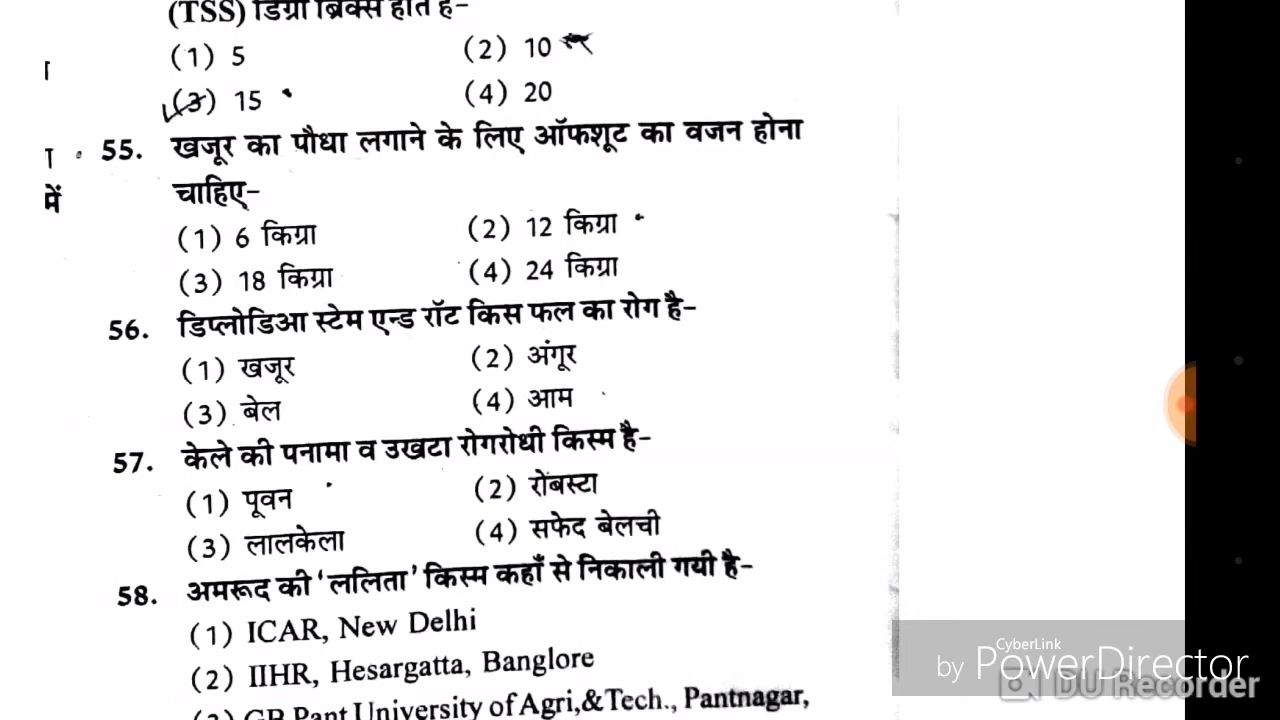 (TSS) डिग्री ब्रिक्स होते है-
(1) 5 (2) 10
(3) 15 (4) 20
55. खजूर का पौधा लगाने के लिए ऑफशूट का वजन होना
में चाहिए-
(1) 6 किग्रा (2) 12 किग्रा
(3) 18 किग्रा (4) 24 किग्रा
56. डिप्लोडिआ स्टेम एन्ड रॉट किस फल का रोग है-
(1) खजूर (2) अंगूर
(3) बेल (4) आम
57. केले की पनामा व उखटा रोगरोधी किस्म है-
(1) पूवन (2) रोबस्टा
(3) लालकेला (4) सफेद बेलची
58. अमरूद की 'ललिता' किस्म कहाँ से निकाली गयी है-
(1) ICAR, New Delhi
(2) IIHR, Hesargatta, Banglore
(3) GB Pant University of Agri,&Tech., Pantnagar,
CyberLink
by PowerDirector
DU Recorder